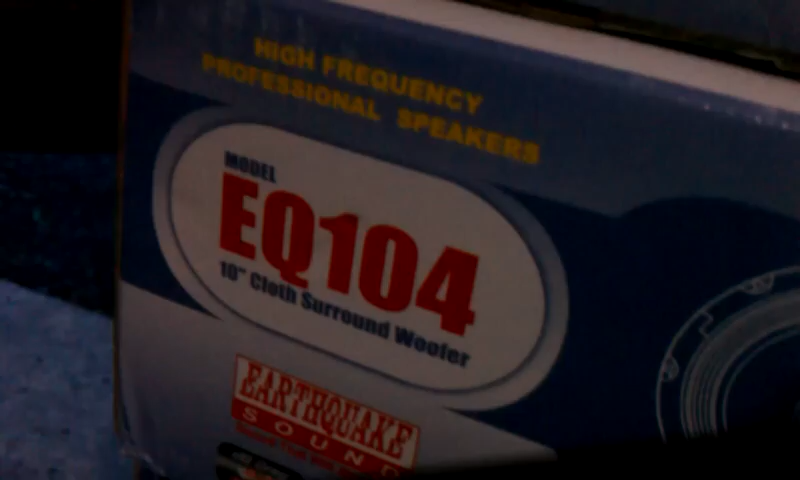 HIGH FREQUENCY
PROFESSIONAL SPEAKERS
MODEL
EQ104
10" Cloth Surround Woofer
EARTHQUAKE
SOUND